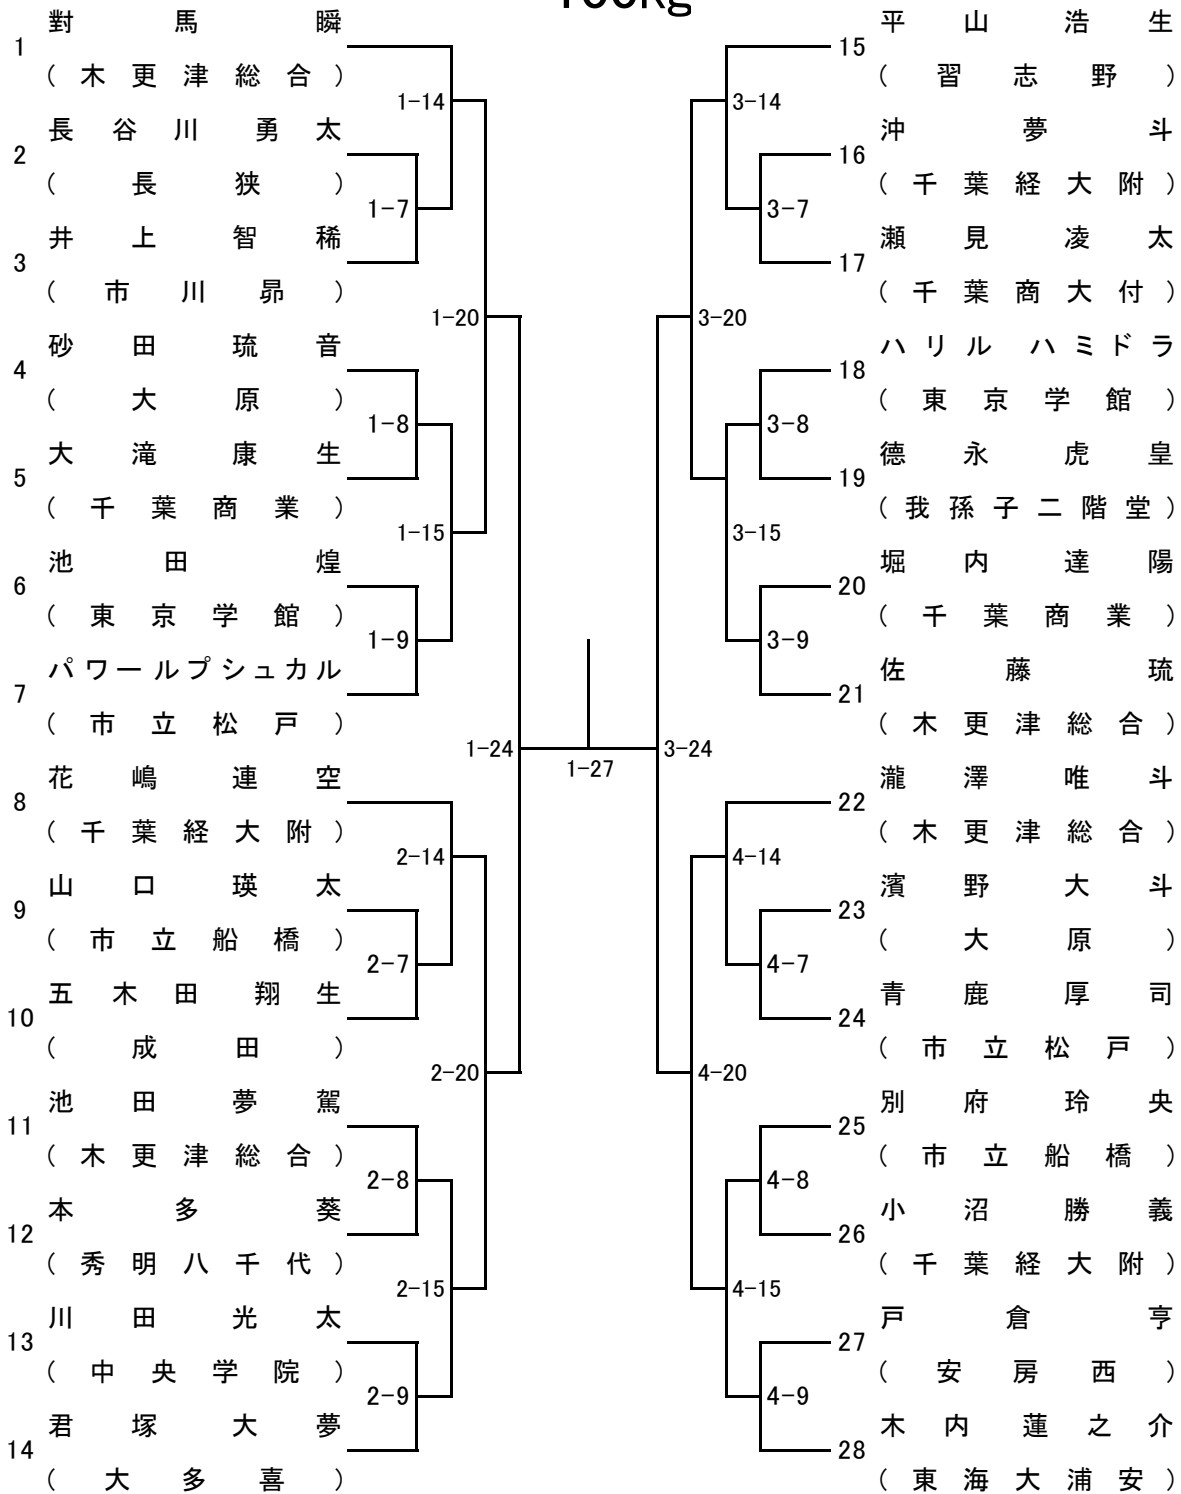 100kg
1 對馬瞬
(木更津総合)
2 長谷川勇太
(長狭)
3 井上智稀
(市川昴)
4 砂田琉音
(大原)
5 大滝康生
(千葉商業)
6 池田煌
(東京学館)
7 パワールプシュカル
(市立松戸)
8 花嶋連空
(千葉経大附)
9 山口瑛太
(市立船橋)
10 五木田翔生
(成田)
11 池田夢駕
(木更津総合)
12 本多葵
(秀明八千代)
13 川田光太
(中央学院)
14 君塚大夢
(大多喜)
1-14
1-7
1-20
1-8
1-15
1-9
1-24
2-14
2-7
2-20
2-8
2-15
2-9
1-27
3-14
3-7
3-20
3-8
3-15
3-9
3-24
4-14
4-7
4-20
4-8
4-15
4-9
15 平山浩生
(習志野)
16 沖夢斗
(千葉経大附)
17 瀬見凌太
(千葉商大付)
18 ハリル ハミドラ
(東京学館)
19 德永虎皇
(我孫子二階堂)
20 堀内達陽
(千葉商業)
21 佐藤琉
(木更津総合)
22 瀧澤唯斗
(木更津総合)
23 濱野大斗
(大原)
24 青鹿厚司
(市立松戸)
25 別府玲央
(市立船橋)
26 小沼勝義
(千葉経大附)
27 戸倉亨
(安房西)
28 木内蓮之介
(東海大浦安)